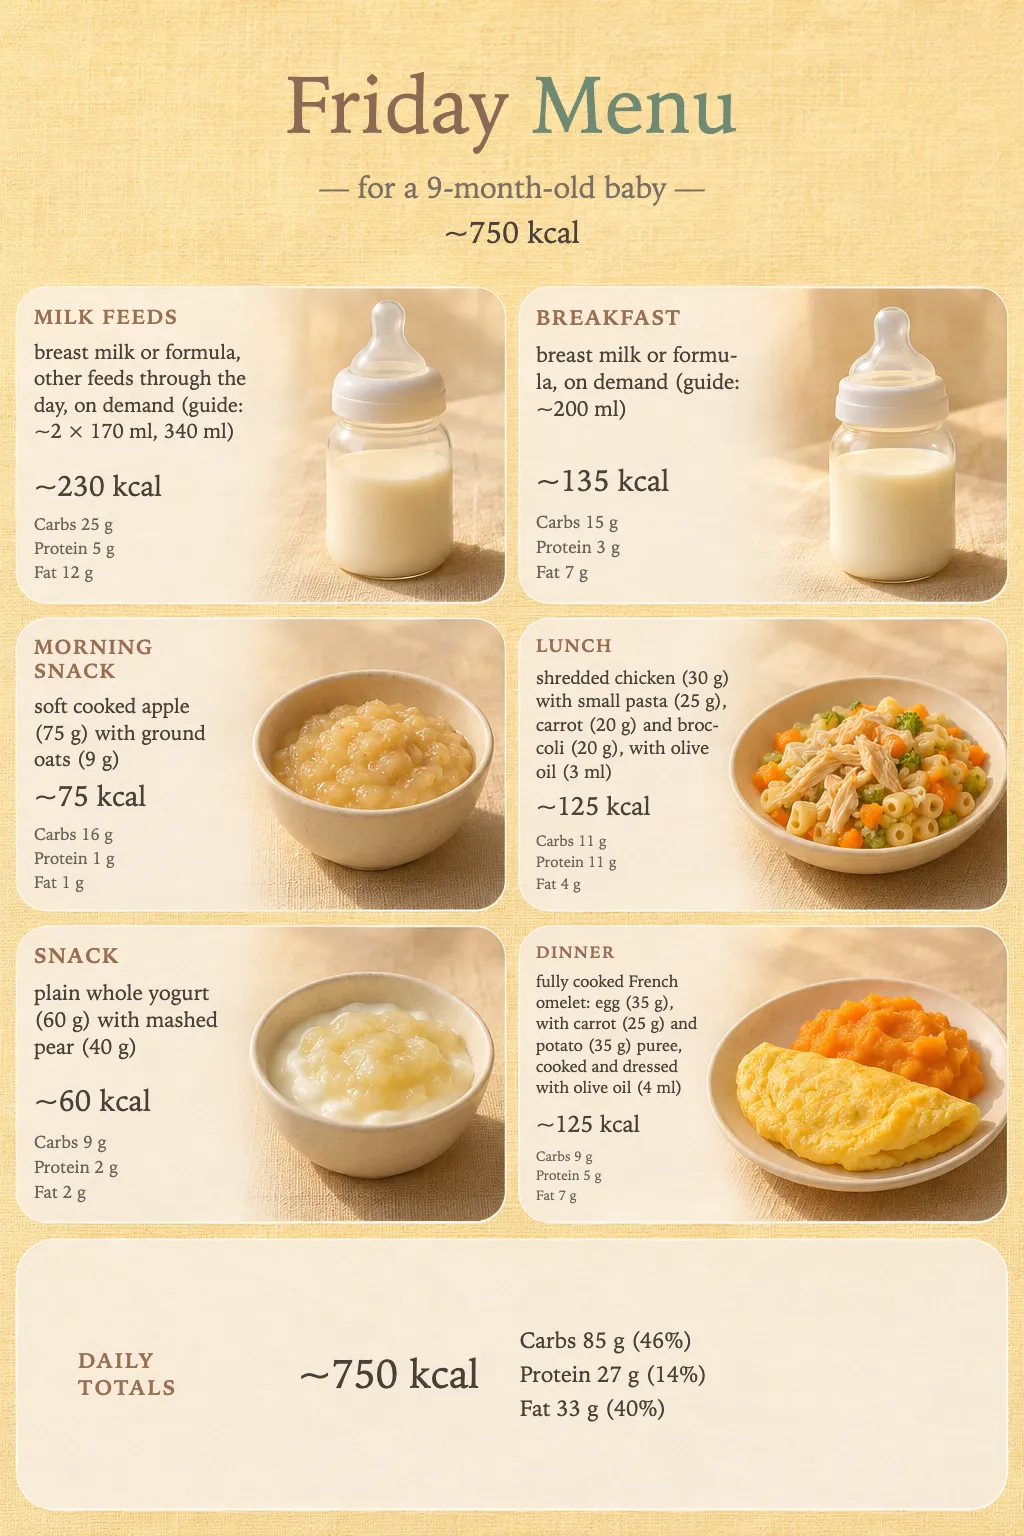 Friday Menu
— for a 9-month-old baby —
~750 kcal
MILK FEEDS
breast milk or formula,
other feeds through the
day, on demand (guide:
~2 × 170 ml, 340 ml)
~230 kcal
Carbs 25 g
Protein 5 g
Fat 12 g
BREAKFAST
breast milk or formu-
la, on demand (guide:
~200 ml)
~135 kcal
Carbs 15 g
Protein 3 g
Fat 7 g
MORNING
SNACK
soft cooked apple
(75 g) with ground
oats (9 g)
~75 kcal
Carbs 16 g
Protein 1 g
Fat 1 g
LUNCH
shredded chicken (30 g)
with small pasta (25 g),
carrot (20 g) and broc-
coli (20 g), with olive
oil (3 ml)
~125 kcal
Carbs 11 g
Protein 11 g
Fat 4 g
SNACK
plain whole yogurt
(60 g) with mashed
pear (40 g)
~60 kcal
Carbs 9 g
Protein 2 g
Fat 2 g
DINNER
fully cooked French
omelet: egg (35 g),
with carrot (25 g) and
potato (35 g) puree,
cooked and dressed
with olive oil (4 ml)
~125 kcal
Carbs 9 g
Protein 5 g
Fat 7 g
DAILY
TOTALS
~750 kcal
Carbs 85 g (46%)
Protein 27 g (14%)
Fat 33 g (40%)